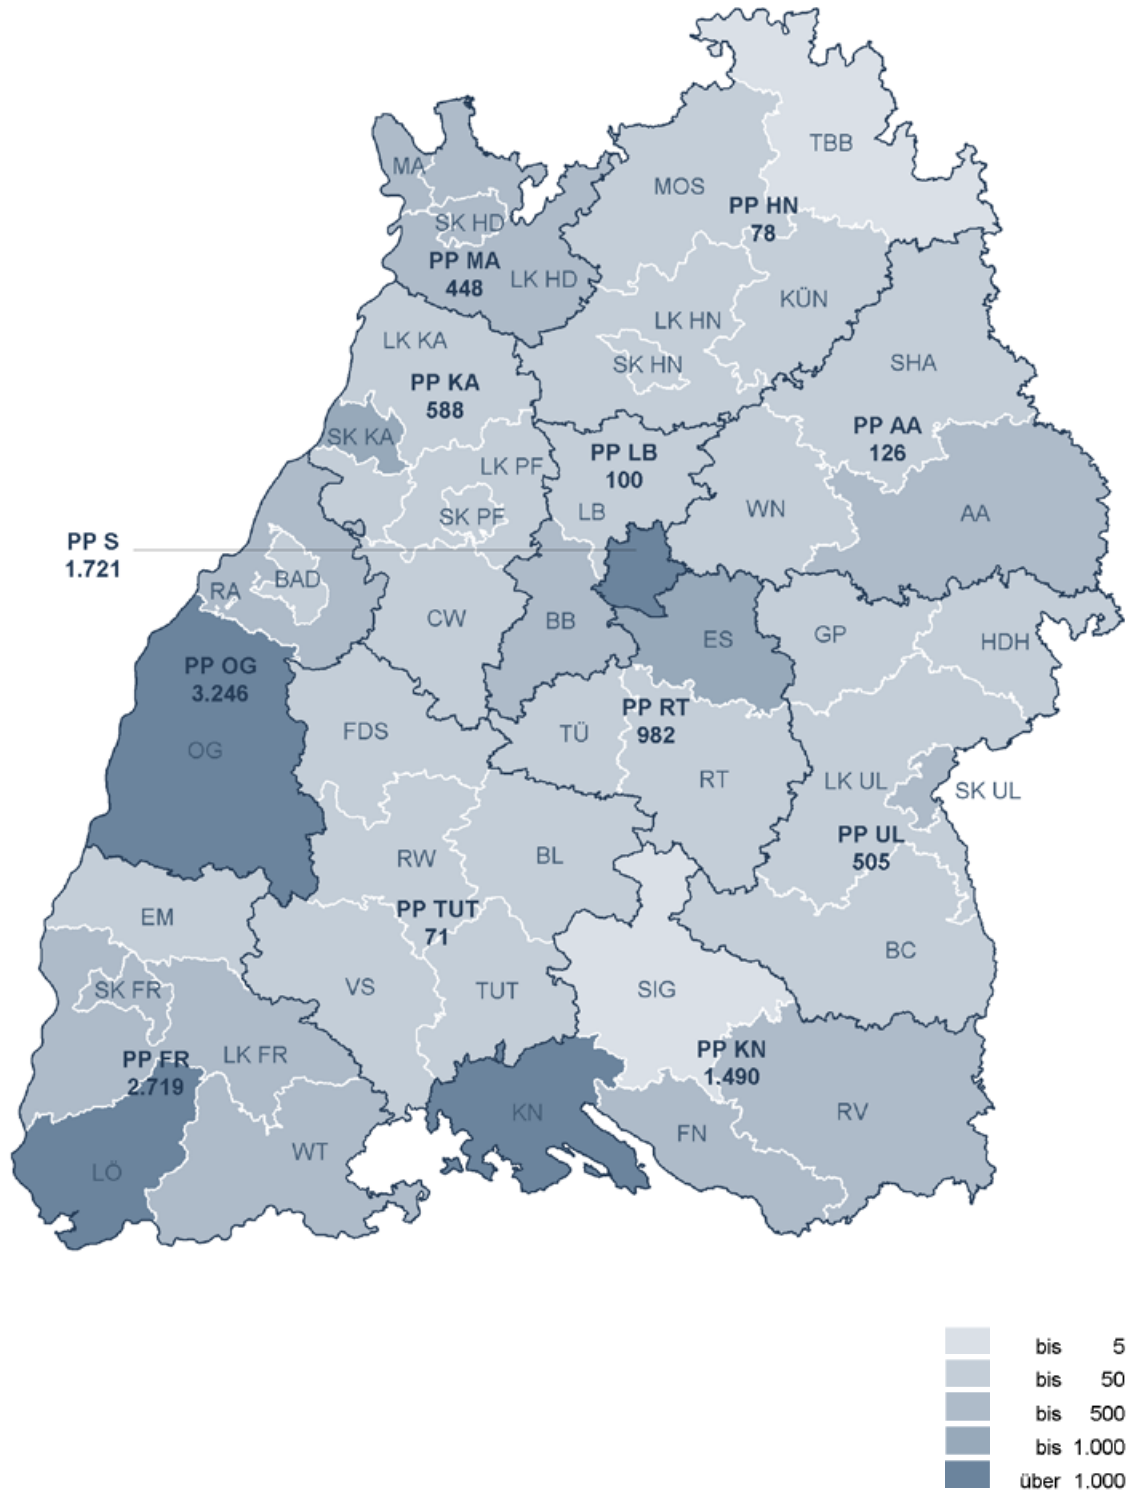 TBB
MA
MOS
SK HD
PP HN
78
PP MA
448
LK HD
KÜN
LK HN
LK KA
SK HN
SHA
PP KA
588
SK KA
PP AA
126
PP LB
100
LK PF
SK PF
LB
WN
AA
PP S
1.721
RA
BAD
CW
BB
ES
GP
HDH
PP OG
3.246
OG
FDS
TÜ
PP RT
982
RT
LK UL
SK UL
PP UL
505
RW
BL
EM
PP TUT
71
BC
SK FR
VS
TUT
SIG
PP FR
2.719
LK FR
PP KN
1.490
KN
FN
RV
LÖ
WT
bis 5
bis 50
bis 500
bis 1.000
über 1.000